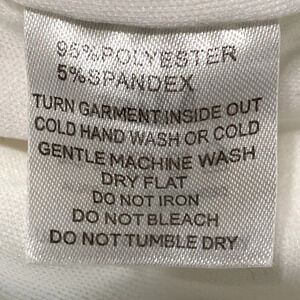 95%POLYESTER
5%SPANDEX
TURN GARMENT INSIDE OUT
COLD HAND WASH OR COLD
GENTLE MACHINE WASH
DRY FLAT
DO NOT IRON
DO NOT BLEACH
DO NOT TUMBLE DRY